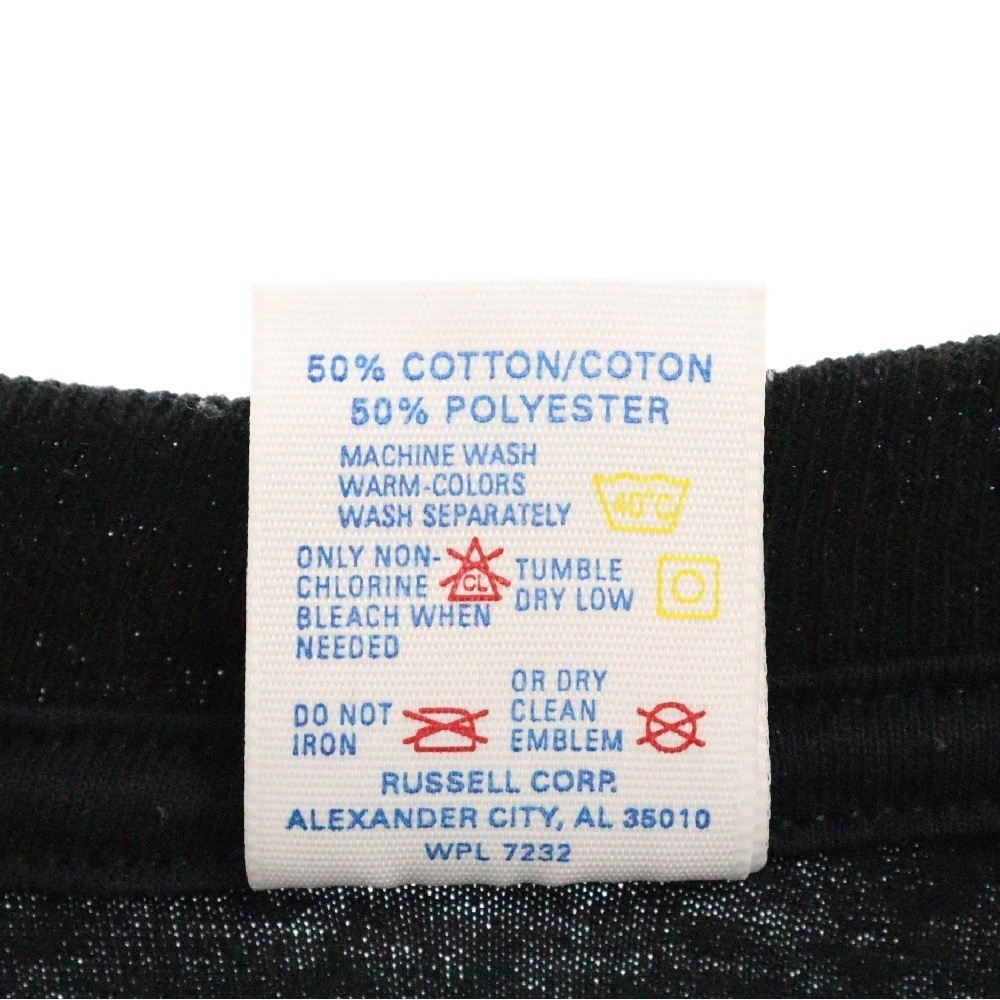 50% COTTON/COTON
50% POLYESTER
MACHINE WASH
WARM-COLORS
WASH SEPARATELY
40°C
ONLY NON-
CHLORINE
BLEACH WHEN
NEEDED
CL
TUMBLE
DRY LOW
DO NOT
IRON
OR DRY
CLEAN
EMBLEM
RUSSELL CORP.
ALEXANDER CITY, AL 35010
WPL 7232